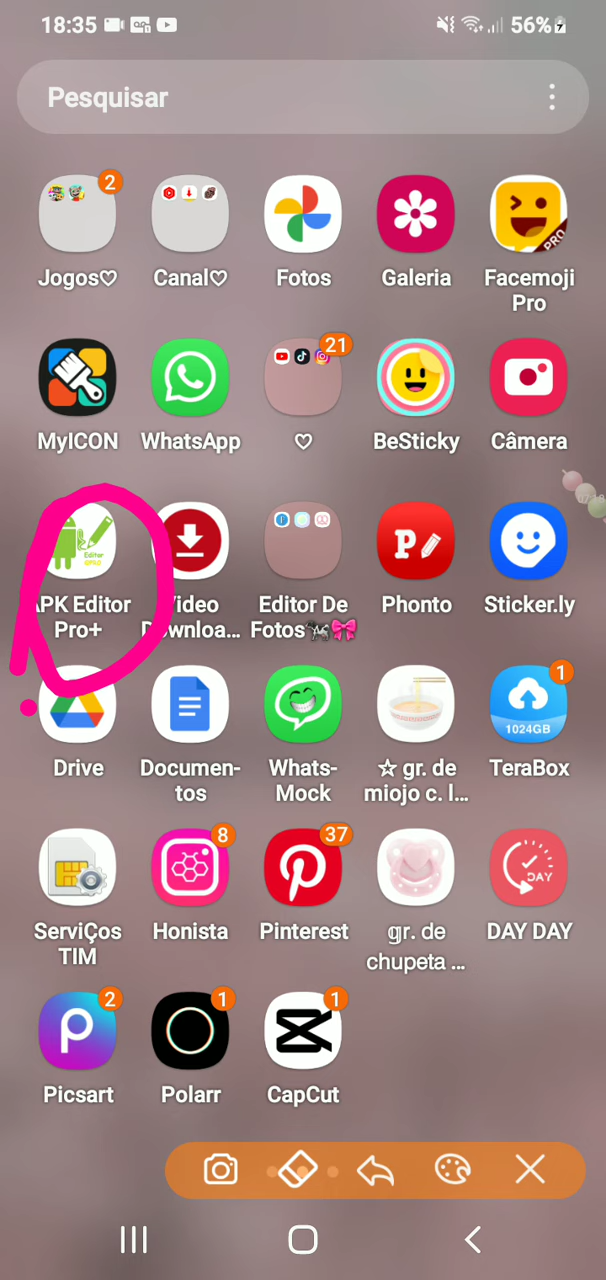 18:35
56%
Pesquisar
2
Jogos♡
Canal♡
Fotos
Galeria
PRO
Facemoji
Pro
MyICON
WhatsApp
21
♡
BeSticky
Câmera
Editor
APK Editor
Pro+
Video
Downloa...
Editor De
Fotos🐩🎀
P
Phonto
Sticker.ly
Drive
Documen-
tos
Whats-
Mock
☆ gr. de
miojo c. l...
1
1024GB
TeraBox
ServiÇos
TIM
8
Honista
37
Pinterest
gr. de
chupeta ...
DAY
DAY DAY
2
Picsart
1
Polarr
1
CapCut